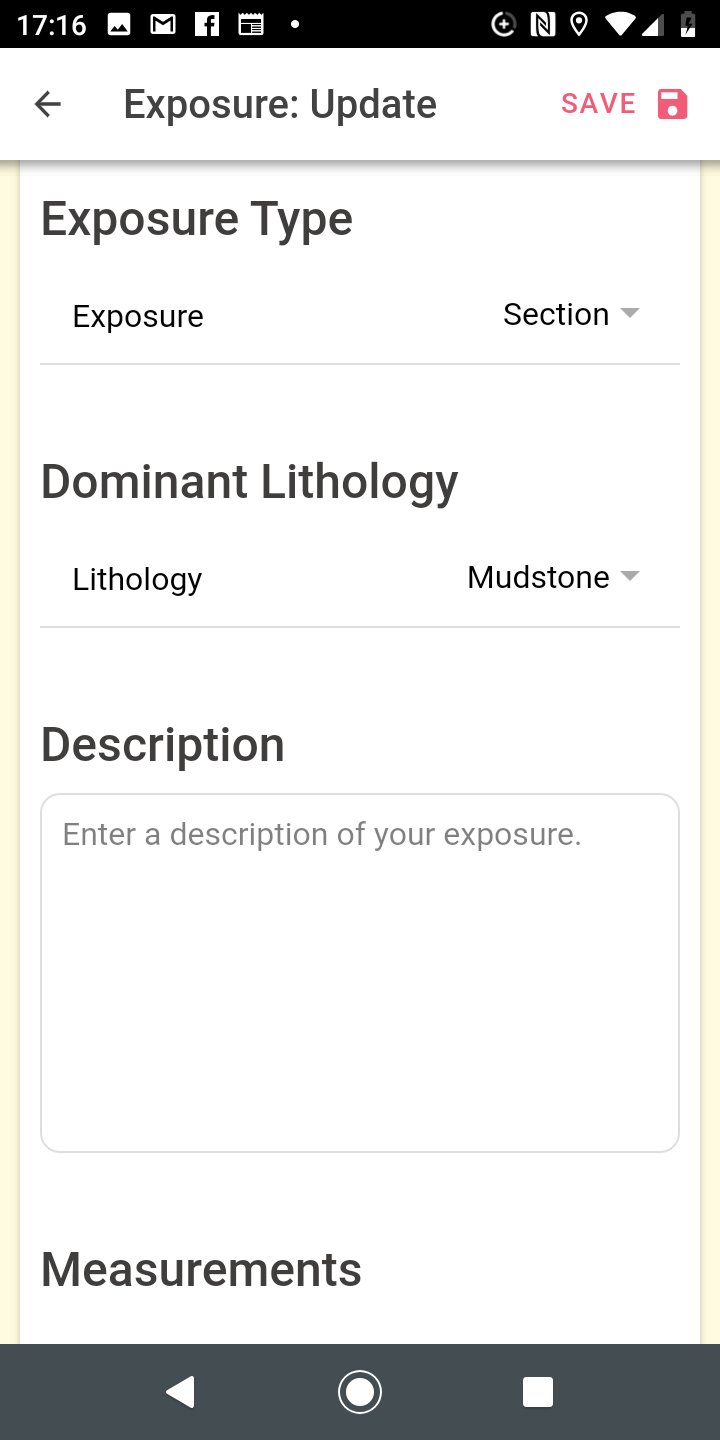 17:16
Exposure: Update
SAVE
Exposure Type
Exposure Section
Dominant Lithology
Lithology Mudstone
Description
Enter a description of your exposure.
Measurements